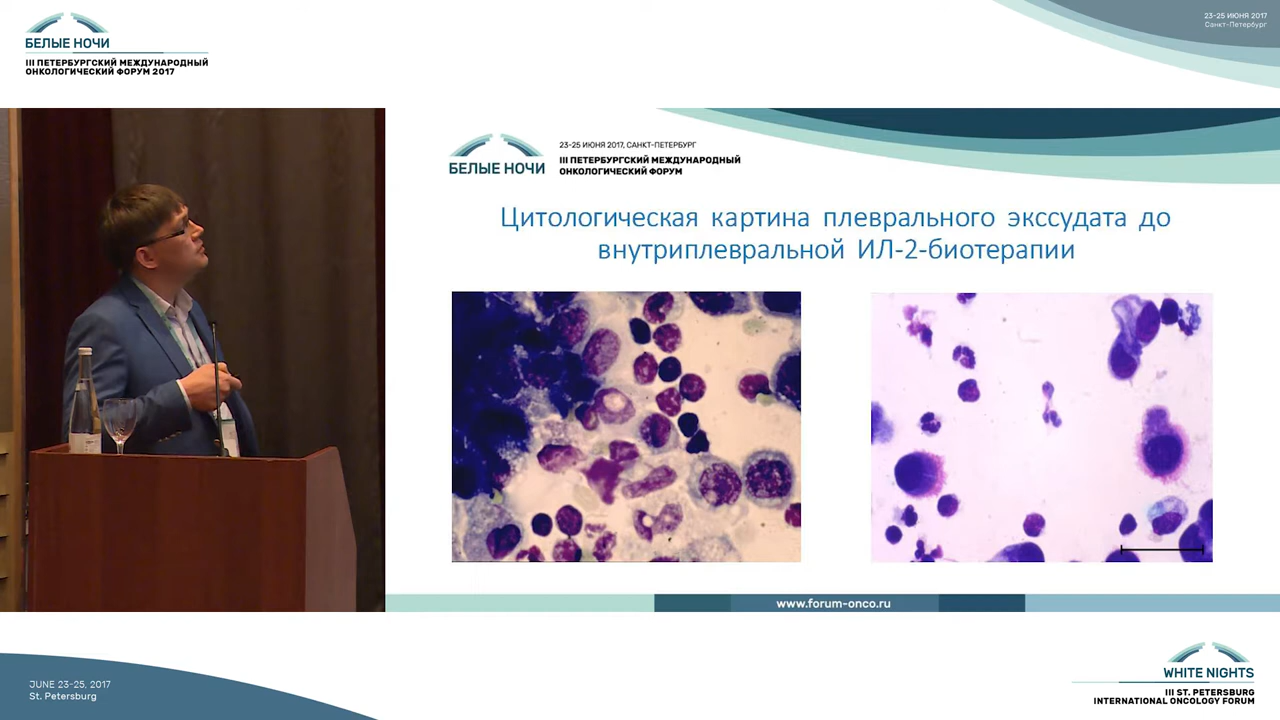 БЕЛЫЕ НОЧИ
III ПЕТЕРБУРГСКИЙ МЕЖДУНАРОДНЫЙ
ОНКОЛОГИЧЕСКИЙ ФОРУМ 2017
23-25 ИЮНЯ 2017
Санкт-Петербург
БЕЛЫЕ НОЧИ
23-25 ИЮНЯ 2017, САНКТ-ПЕТЕРБУРГ
III ПЕТЕРБУРГСКИЙ МЕЖДУНАРОДНЫЙ
ОНКОЛОГИЧЕСКИЙ ФОРУМ
Цитологическая картина плеврального экссудата до
внутриплевральной ИЛ-2-биотерапии
www.forum-onco.ru
JUNE 23-25, 2017
St. Petersburg
WHITE NIGHTS
III ST. PETERSBURG
INTERNATIONAL ONCOLOGY FORUM